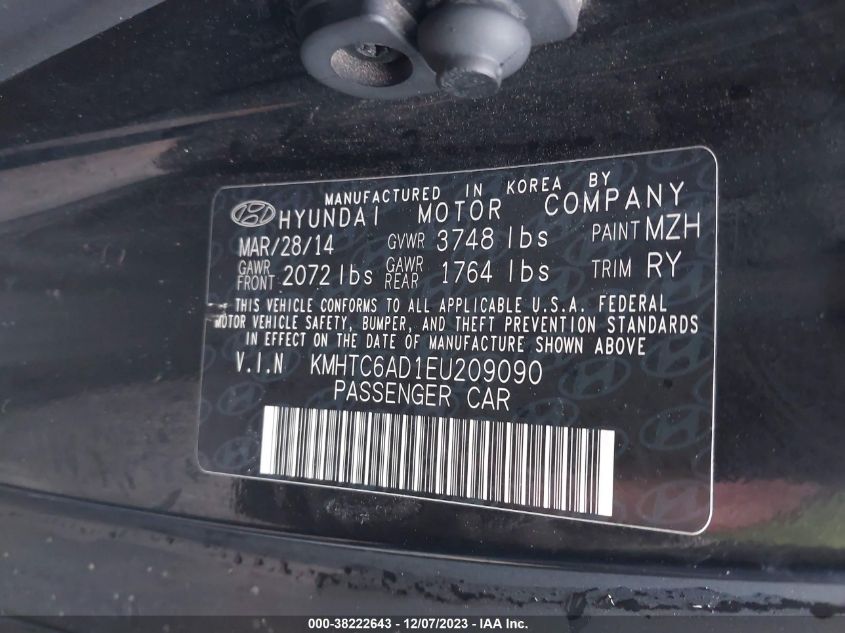 MANUFACTURED IN KOREA BY
HYUNDAI MOTOR COMPANY
MAR/28/14 GVWR 3748 lbs PAINT MZH
GAWR FRONT 2072 lbs GAWR REAR 1764 lbs TRIM RY
THIS VEHICLE CONFORMS TO ALL APPLICABLE U.S.A. FEDERAL
MOTOR VEHICLE SAFETY, BUMPER, AND THEFT PREVENTION STANDARDS
IN EFFECT ON THE DATE OF MANUFACTURE SHOWN ABOVE
V.I.N KMHTC6AD1EU209090
PASSENGER CAR
000-38222643 - 12/07/2023 - IAA Inc.